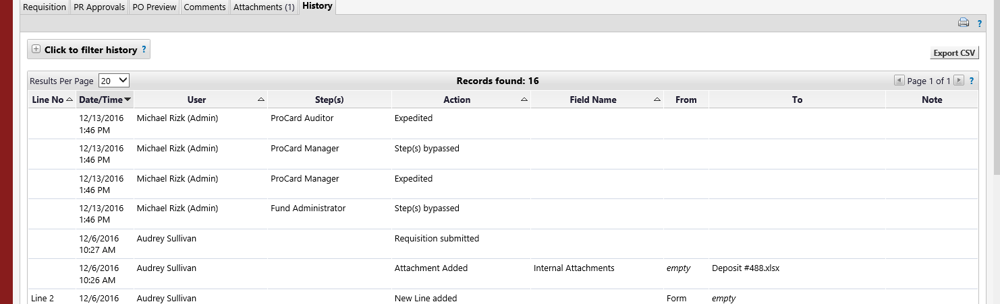 Requisition PR Approvals PO Preview Comments Attachments (1) History
?
Click to filter history ?
Export CSV
Results Per Page 20 Records found: 16 Page 1 of 1 ?
Line No Date/Time User Step(s) Action Field Name From To Note
12/13/2016 Michael Rizk (Admin) ProCard Auditor Expedited
1:46 PM
12/13/2016 Michael Rizk (Admin) ProCard Manager Step(s) bypassed
1:46 PM
12/13/2016 Michael Rizk (Admin) ProCard Manager Expedited
1:46 PM
12/13/2016 Michael Rizk (Admin) Fund Administrator Step(s) bypassed
1:46 PM
12/6/2016 Audrey Sullivan Requisition submitted
10:27 AM
12/6/2016 Audrey Sullivan Attachment Added Internal Attachments empty Deposit #488.xlsx
10:26 AM
Line 2 12/6/2016 Audrey Sullivan New Line added Form empty